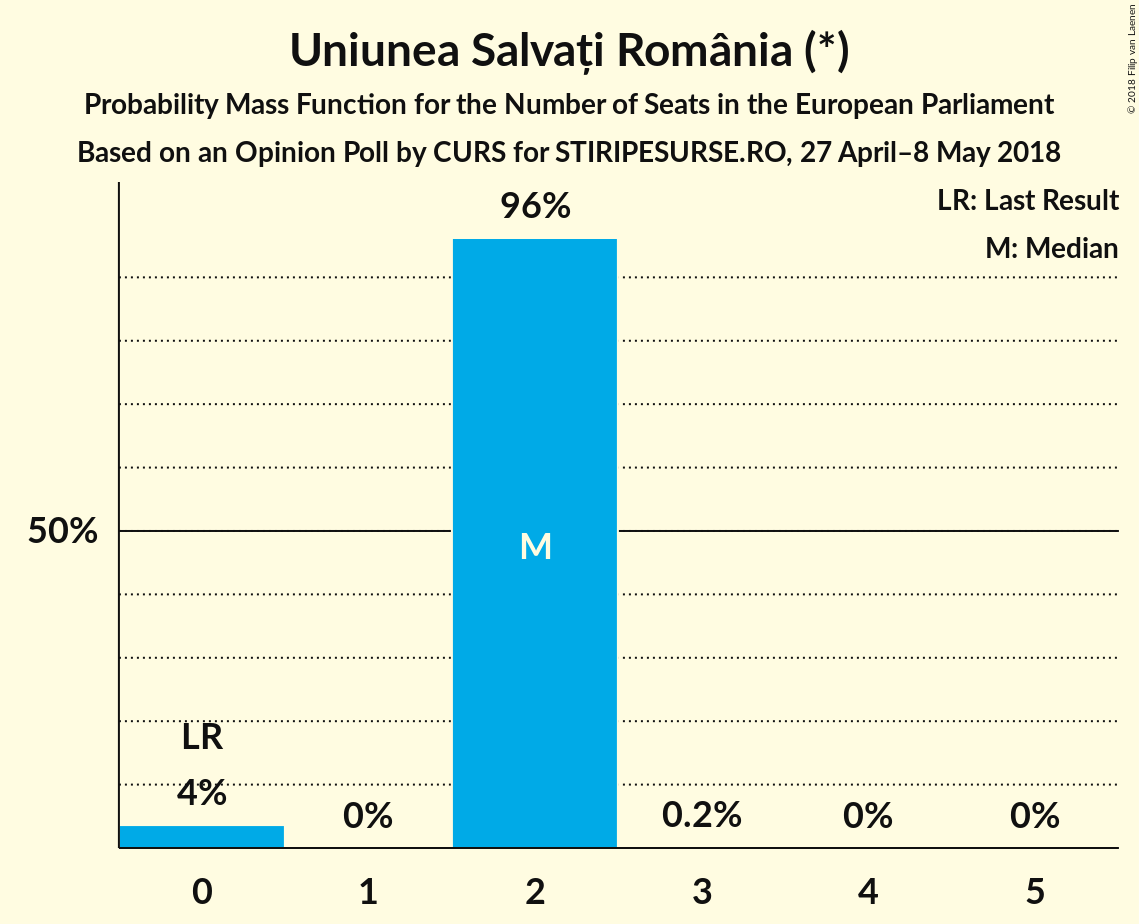 Uniunea Salvați România (*)
Probability Mass Function for the Number of Seats in the European Parliament
Based on an Opinion Poll by CURS for STIRIPESURSE.RO, 27 April–8 May 2018
© 2018 Filip van Laenen
LR: Last Result
M: Median
96%
50%
M
LR
4%
0%
0.2%
0%
0%
0 1 2 3 4 5